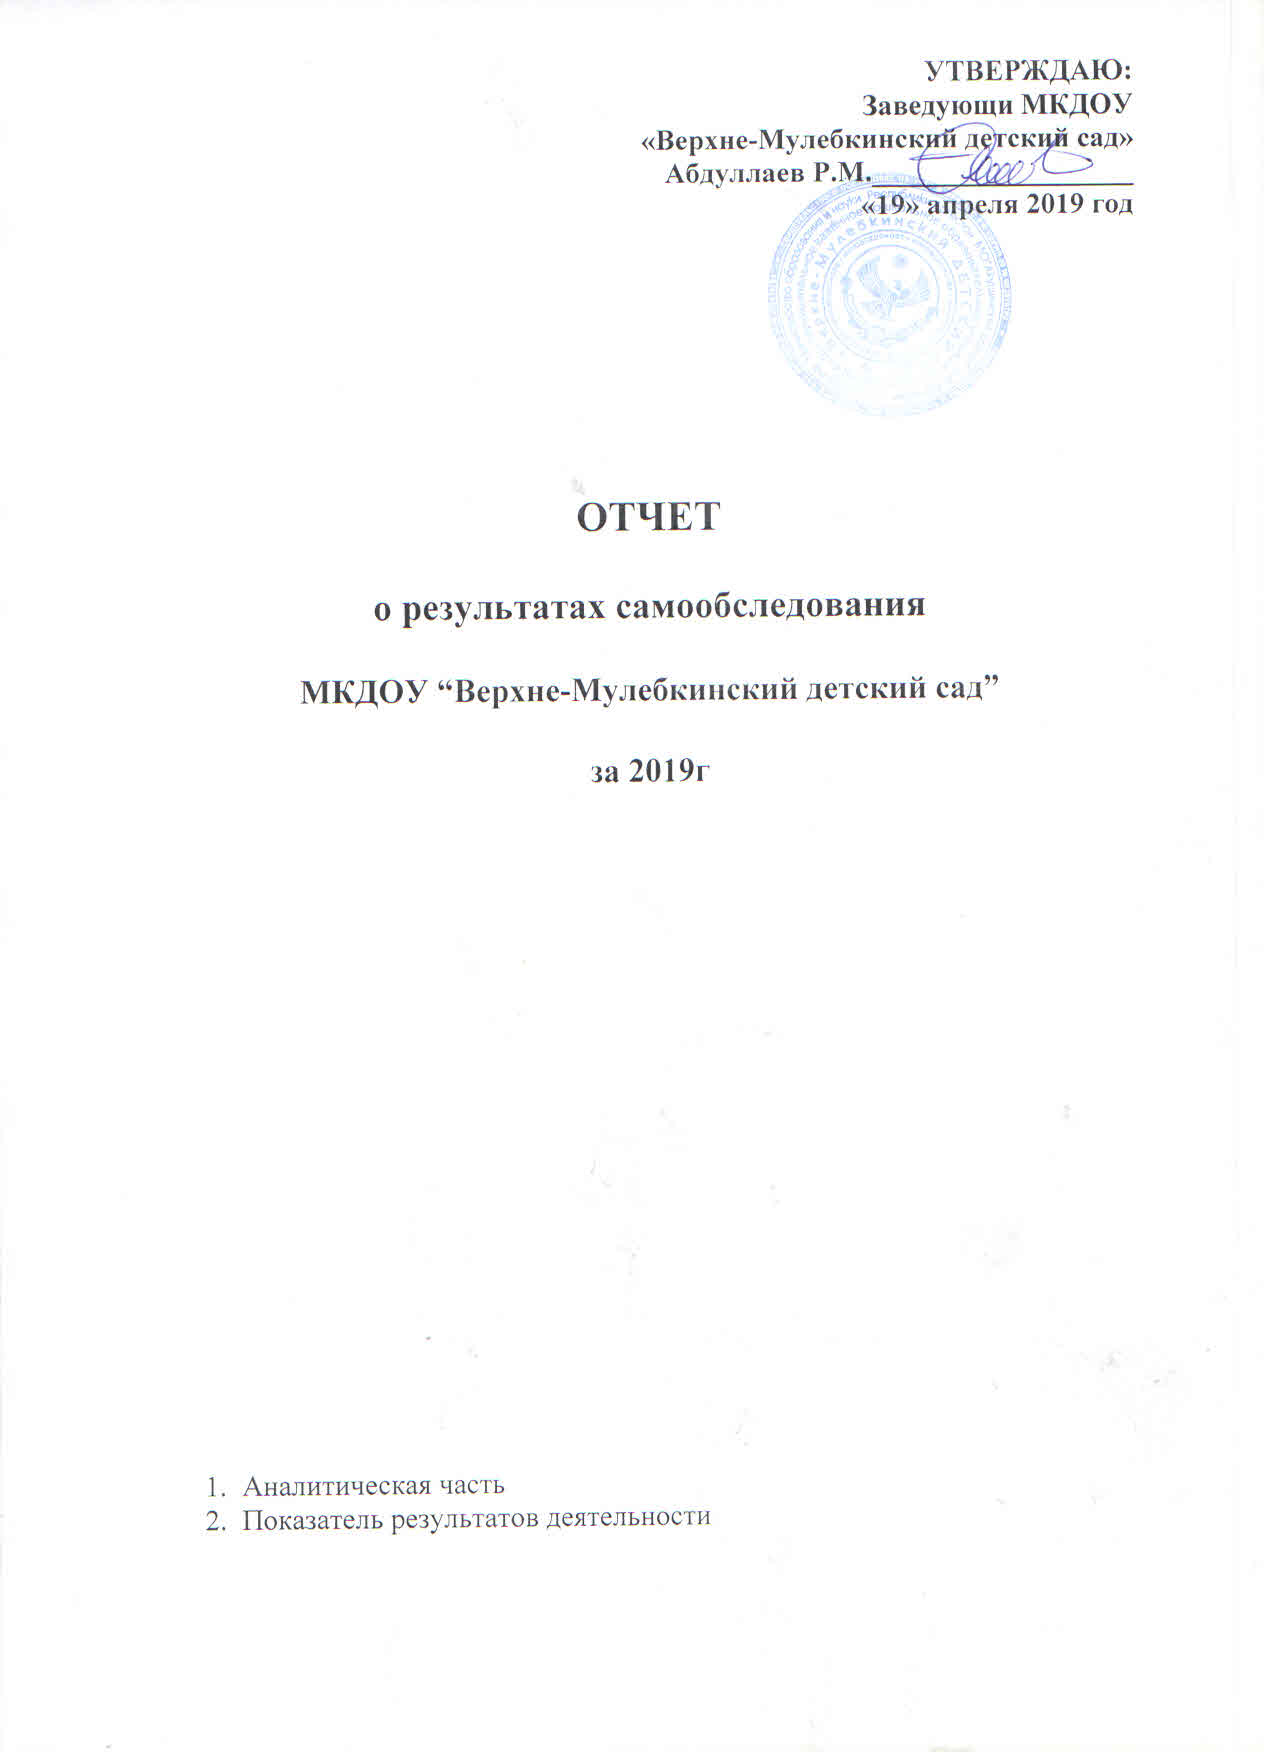 УТВЕРЖДАЮ:
Заведующи МКДОУ
«Верхне-Мулебкинский детский сад»
Абдуллаев Р.М.
«19» апреля 2019 год
ОТЧЕТ
о результатах самообследования
МКДОУ “Верхне-Мулебкинский детский сад”
за 2019г
1. Аналитическая часть
2. Показатель результатов деятельности